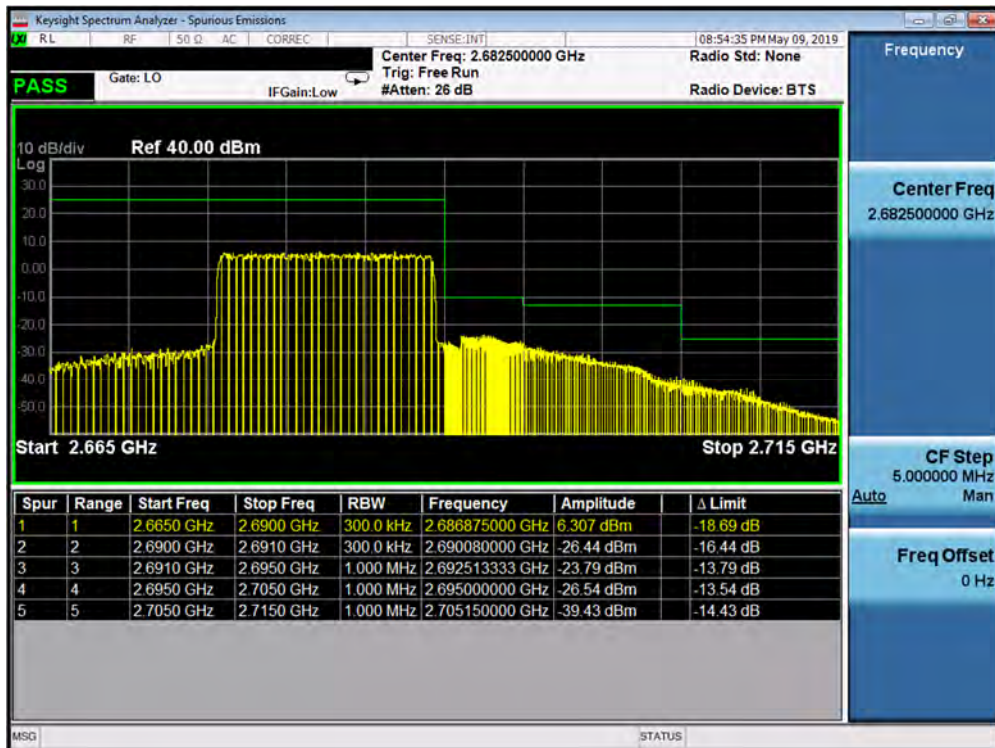 Keysight Spectrum Analyzer - Spurious Emissions
LXI RL RF 50 Ω AC CORREC SENSE:INT 08:54:35 PM May 09, 2019
Center Freq: 2.682500000 GHz Radio Std: None
PASS Gate: LO Trig: Free Run
IFGain:Low #Atten: 26 dB Radio Device: BTS
10 dB/div Ref 40.00 dBm
Log
30.0
20.0
10.0
0.00
-10.0
-20.0
-30.0
-40.0
-50.0
Start 2.665 GHz Stop 2.715 GHz
Spur Range Start Freq Stop Freq RBW Frequency Amplitude Δ Limit
1 1 2.6650 GHz 2.6900 GHz 300.0 kHz 2.686875000 GHz 6.307 dBm -18.69 dB
2 2 2.6900 GHz 2.6910 GHz 300.0 kHz 2.690080000 GHz -26.44 dBm -16.44 dB
3 3 2.6910 GHz 2.6950 GHz 1.000 MHz 2.692513333 GHz -23.79 dBm -13.79 dB
4 4 2.6950 GHz 2.7050 GHz 1.000 MHz 2.695000000 GHz -26.54 dBm -13.54 dB
5 5 2.7050 GHz 2.7150 GHz 1.000 MHz 2.705150000 GHz -39.43 dBm -14.43 dB
Frequency
Center Freq
2.682500000 GHz
CF Step
5.000000 MHz
Auto Man
Freq Offset
0 Hz
MSG STATUS